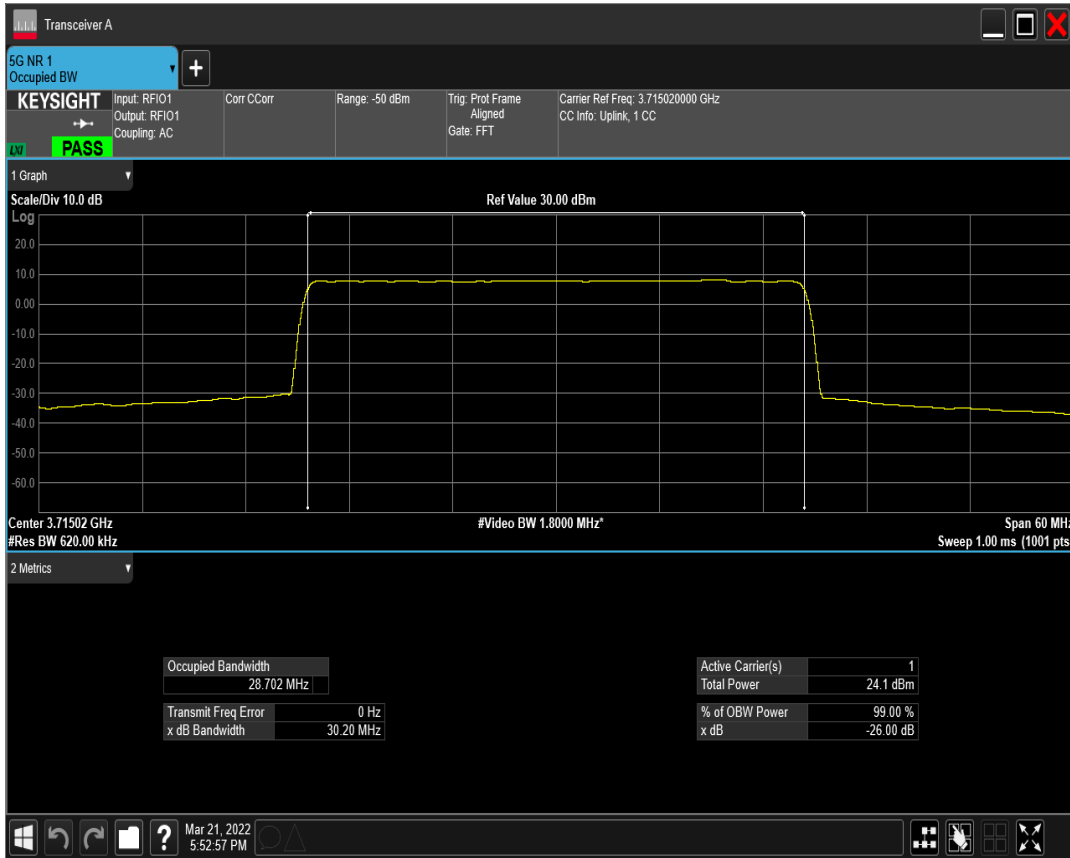 Transceiver A
5G NR 1
Occupied BW
+
KEYSIGHT
LXI
PASS
Input: RFIO1
Output: RFIO1
Coupling: AC
Corr CCorr
Range: -50 dBm
Trig: Prot Frame
Aligned
Gate: FFT
Carrier Ref Freq: 3.715020000 GHz
CC Info: Uplink, 1 CC
1 Graph
Scale/Div 10.0 dB
Ref Value 30.00 dBm
Log
20.0
10.0
0.00
-10.0
-20.0
-30.0
-40.0
-50.0
-60.0
Center 3.71502 GHz
#Video BW 1.8000 MHz*
Span 60 MHz
#Res BW 620.00 kHz
Sweep 1.00 ms (1001 pts
2 Metrics
Occupied Bandwidth
28.702 MHz
Transmit Freq Error 0 Hz
x dB Bandwidth 30.20 MHz
Active Carrier(s) 1
Total Power 24.1 dBm
% of OBW Power 99.00 %
x dB -26.00 dB
?
Mar 21, 2022
5:52:57 PM